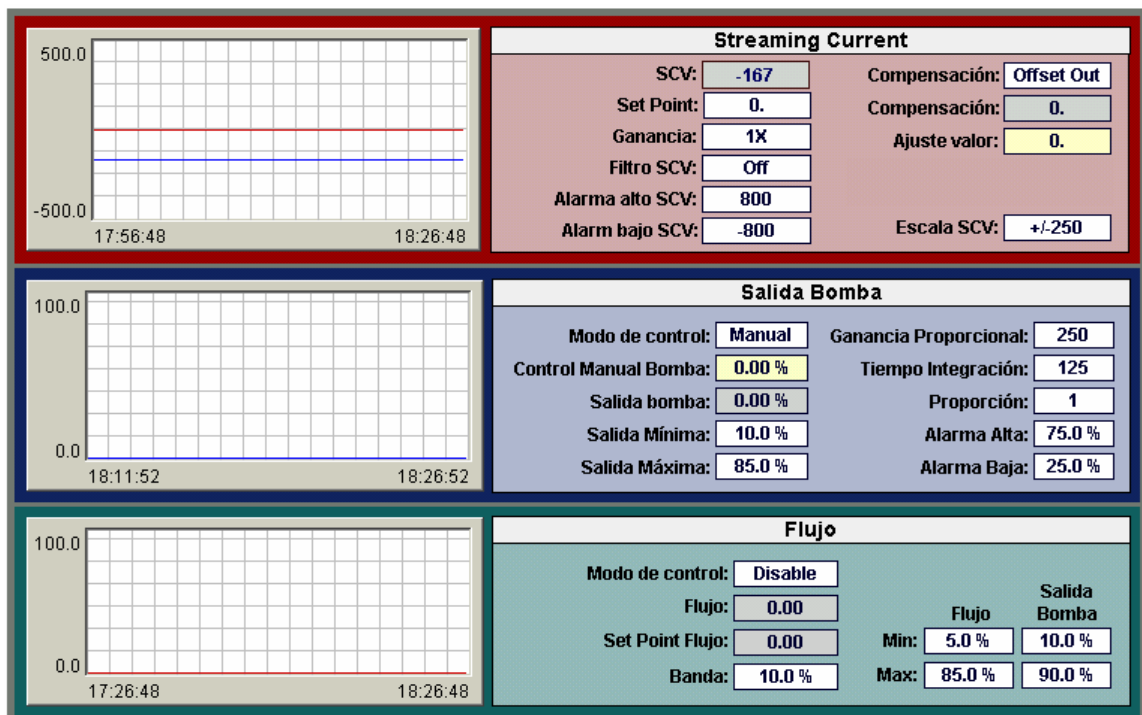 Streaming Current
500.0
-500.0
17:56:48 18:26:48
SCV: -167 Compensación: Offset Out
Set Point: 0. Compensación: 0.
Ganancia: 1X Ajuste valor: 0.
Filtro SCV: Off
Alarma alto SCV: 800
Alarm bajo SCV: -800 Escala SCV: +/-250
Salida Bomba
100.0
0.0
18:11:52 18:26:52
Modo de control: Manual Ganancia Proporcional: 250
Control Manual Bomba: 0.00 % Tiempo Integración: 125
Salida bomba: 0.00 % Proporción: 1
Salida Mínima: 10.0 % Alarma Alta: 75.0 %
Salida Máxima: 85.0 % Alarma Baja: 25.0 %
Flujo
100.0
0.0
17:26:48 18:26:48
Modo de control: Disable
Flujo: 0.00
Set Point Flujo: 0.00
Banda: 10.0 %
Flujo Salida Bomba
Min: 5.0 % 10.0 %
Max: 85.0 % 90.0 %